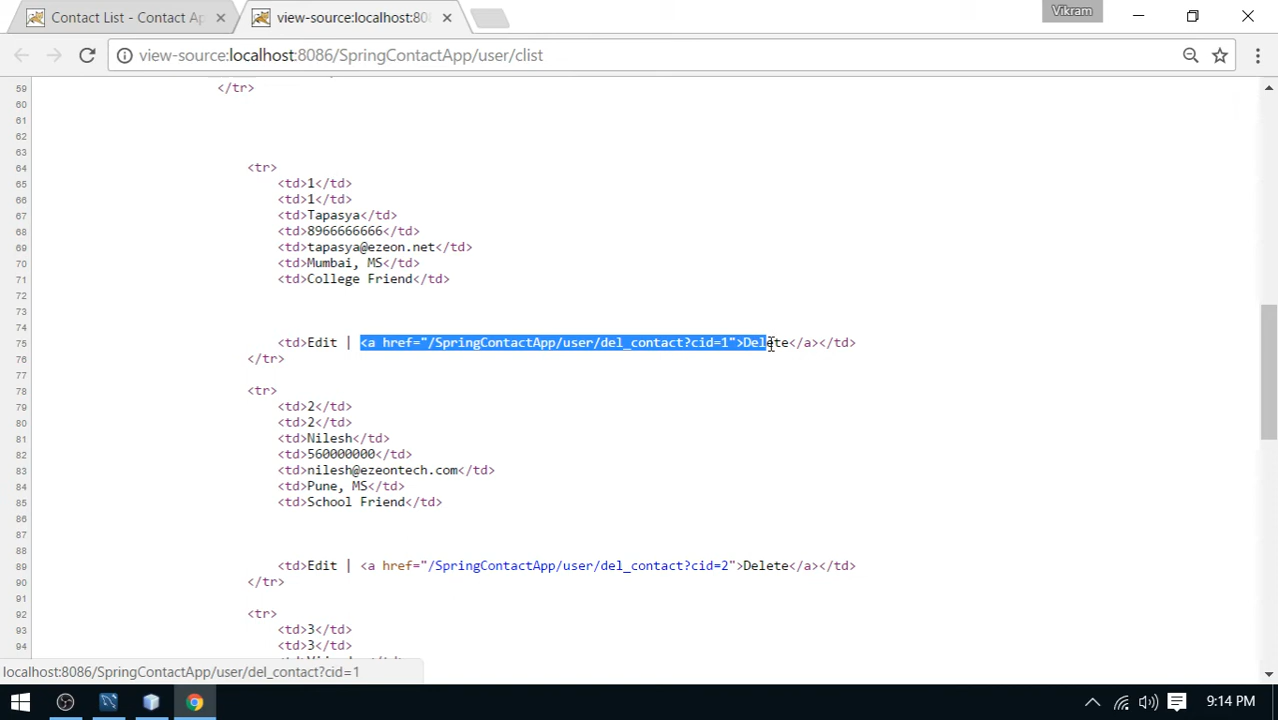 Contact List - Contact Ap
view-source:localhost:808
Vikram
view-source:localhost:8086/SpringContactApp/user/clist
59 </tr>
60
61
62
63
64 <tr>
65 <td>1</td>
66 <td>1</td>
67 <td>Tapasya</td>
68 <td>8966666666</td>
69 <td>tapasya@ezeon.net</td>
70 <td>Mumbai, MS</td>
71 <td>College Friend</td>
72
73
74
75 <td>Edit | <a href="/SpringContactApp/user/del_contact?cid=1">Delete</a></td>
76 </tr>
77
78 <tr>
79 <td>2</td>
80 <td>2</td>
81 <td>Nilesh</td>
82 <td>560000000</td>
83 <td>nilesh@ezeontech.com</td>
84 <td>Pune, MS</td>
85 <td>School Friend</td>
86
87
88
89 <td>Edit | <a href="/SpringContactApp/user/del_contact?cid=2">Delete</a></td>
90 </tr>
91
92 <tr>
93 <td>3</td>
94 <td>3</td>
localhost:8086/SpringContactApp/user/del_contact?cid=1
9:14 PM